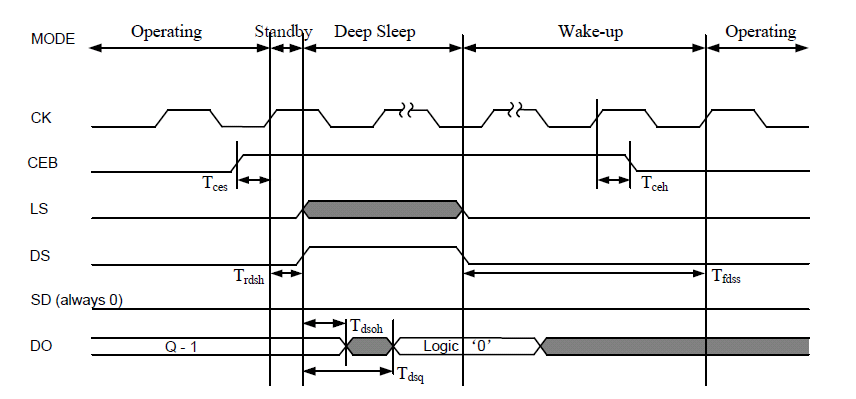 MODE Operating Standby Deep Sleep Wake-up Operating
CK
CEB
Tces Tceh
LS
DS
Trdsh Tfdss
SD (always 0)
Tdsoh
DO Q - 1 Logic ‘0’
Tdsq